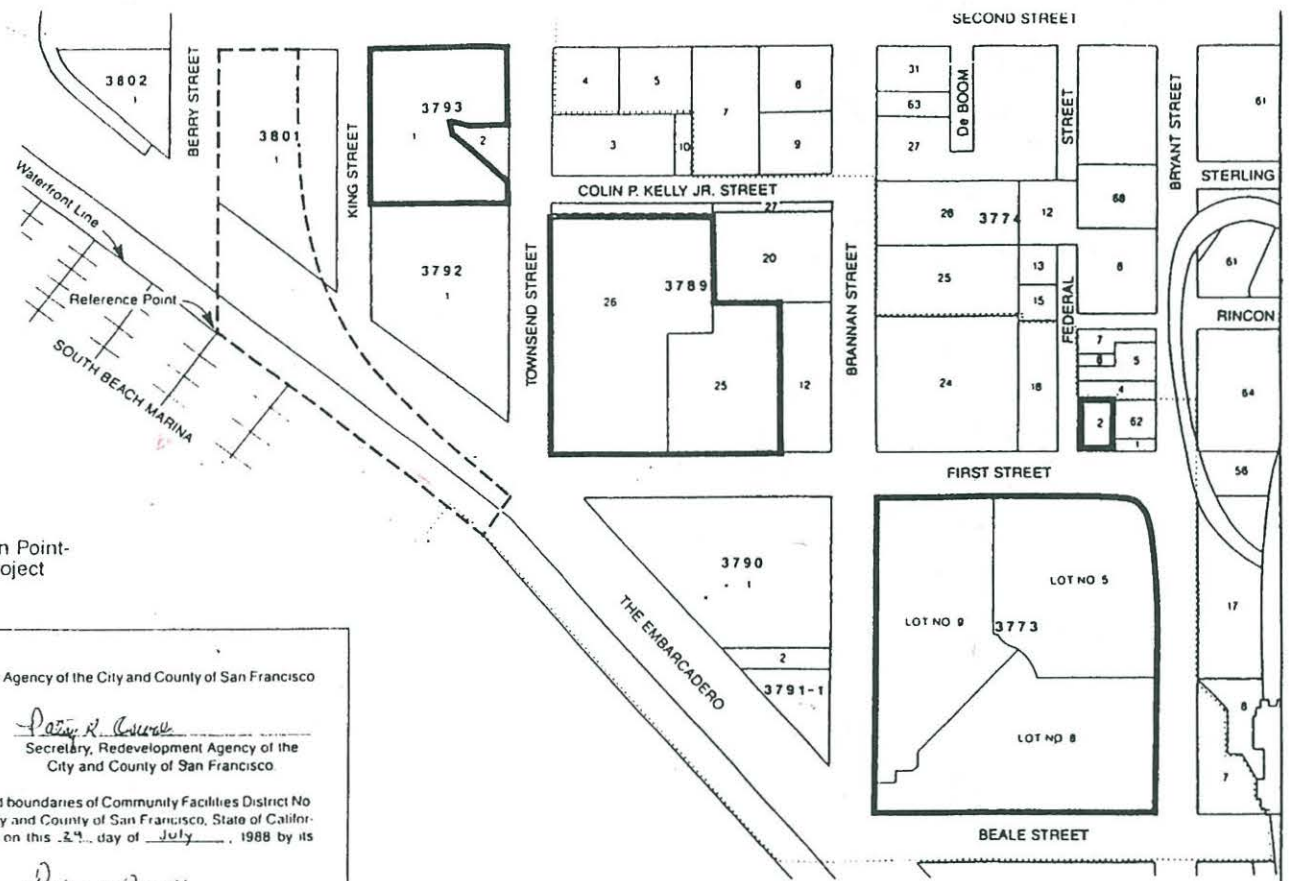 SECOND STREET
3802
1
BERRY STREET
3801
1
KING STREET
3793
1
2
3792
1
TOWNSEND STREET
4
5
7
6
3
10
9
COLIN P. KELLY JR. STREET
27
20
26
3789
25
12
BRANNAN STREET
31
63
27
De BOOM
STREET
BRYANT STREET
61
STERLING
68
26
3774
12
25
13
15
8
61
RINCON
FEDERAL
24
18
7
6
5
4
2
62
1
64
56
FIRST STREET
Waterfront Line
Reference Point
SOUTH BEACH MARINA
3790
1
2
3791-1
THE EMBARCADERO
LOT NO 9
3773
LOT NO 5
LOT NO 8
17
8
7
BEALE STREET
n Point-
oject
Agency of the City and County of San Francisco
Secretary, Redevelopment Agency of the
City and County of San Francisco
d boundaries of Community Facilities District No
y and County of San Francisco, State of Califor-
on this 29 day of July, 1988 by its